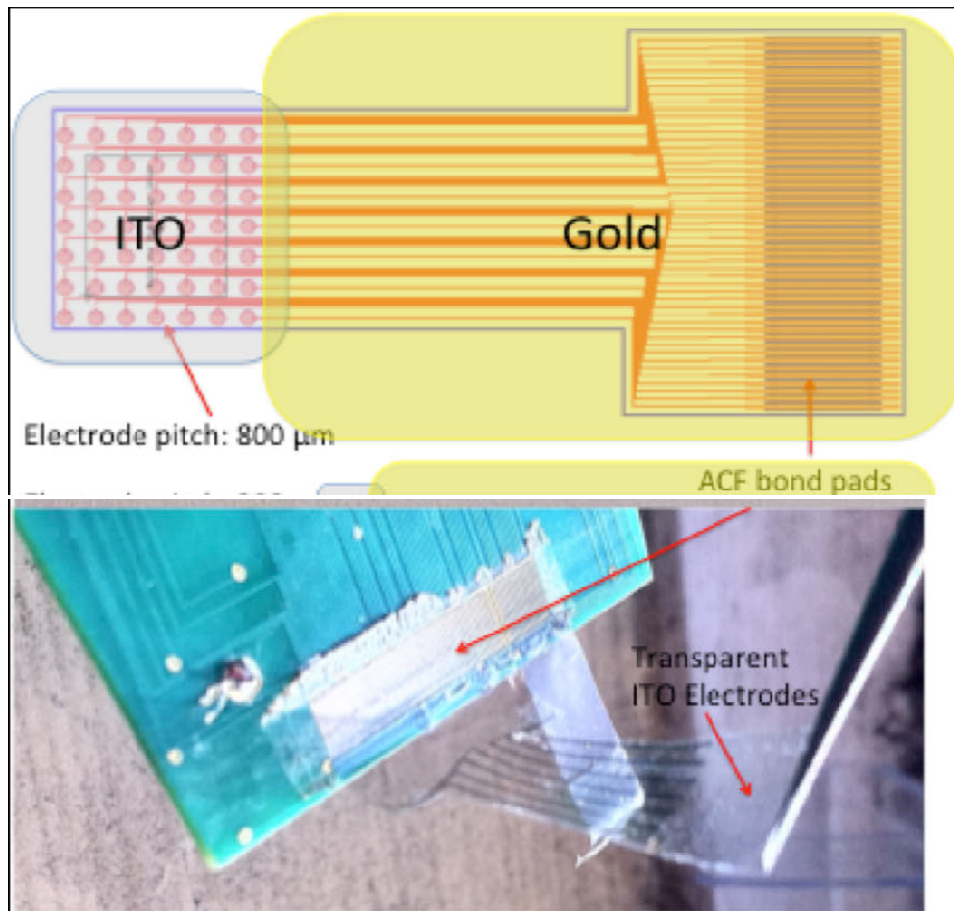 ITO
Gold
Electrode pitch: 800 µm
ACF bond pads
Transparent
ITO Electrodes